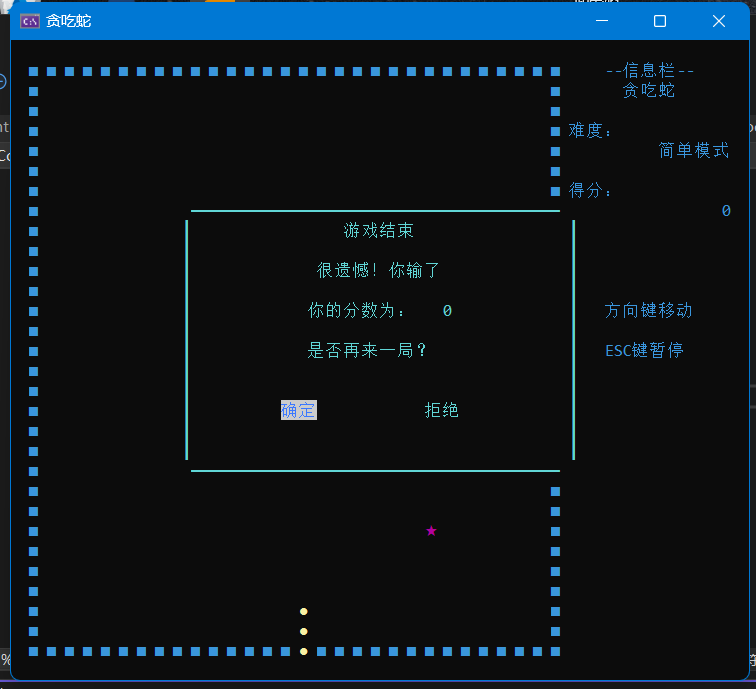 贪吃蛇
--信息栏--
贪吃蛇
难度：
简单模式
得分：
0
游戏结束
很遗憾！你输了
你的分数为： 0
是否再来一局？
确定 拒绝
方向键移动
ESC键暂停